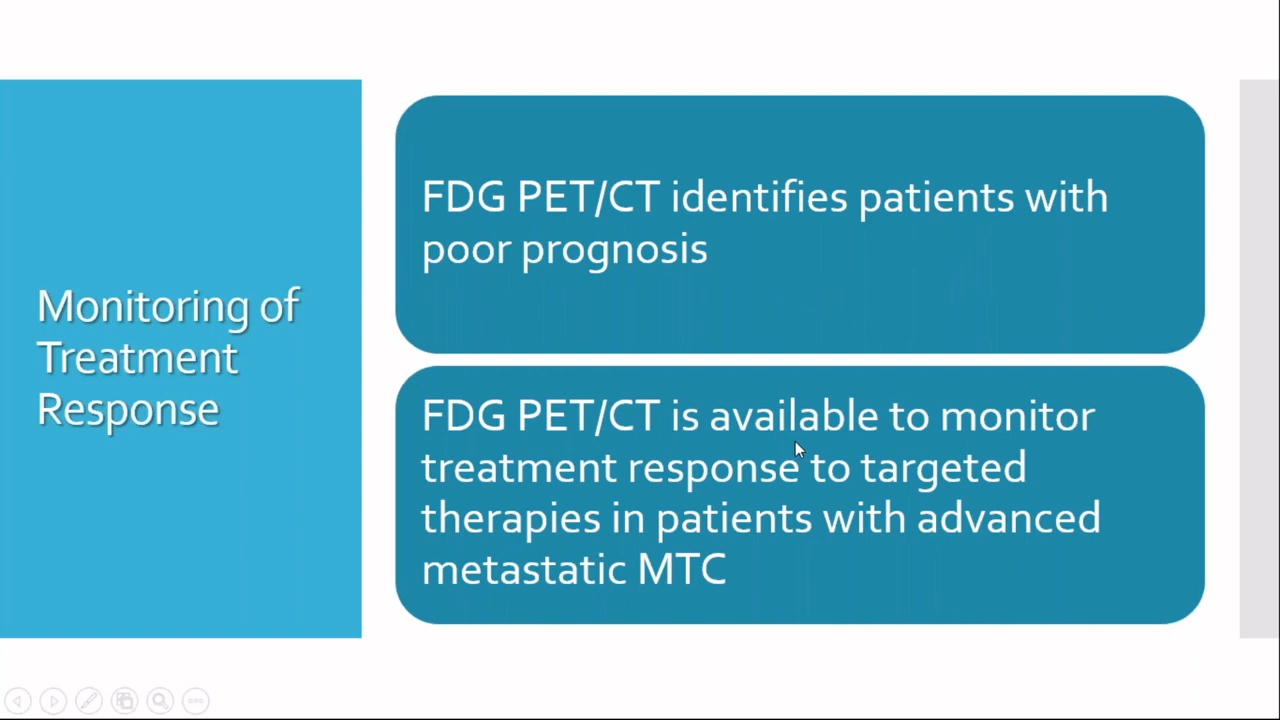 Monitoring of
Treatment
Response
FDG PET/CT identifies patients with
poor prognosis
FDG PET/CT is available to monitor
treatment response to targeted
therapies in patients with advanced
metastatic MTC